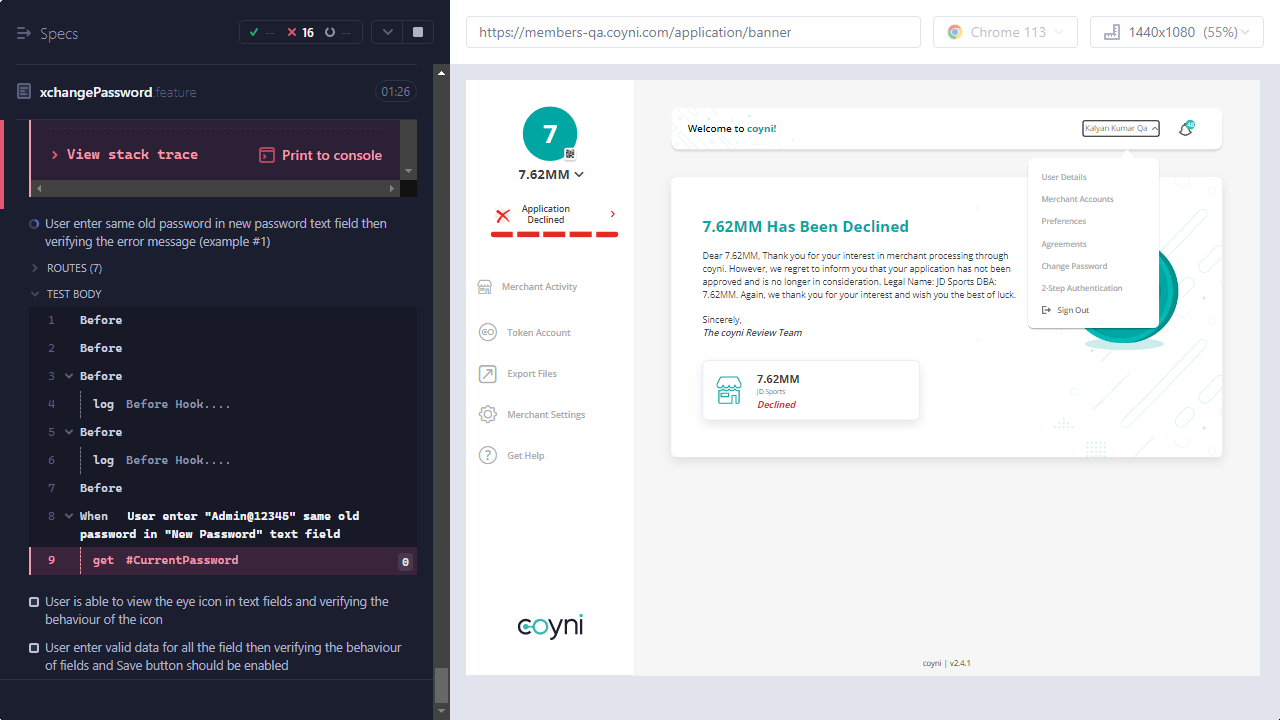 Specs
-- 16 --
https://members-qa.coyni.com/application/banner
Chrome 113
1440x1080 (55%)
xchangePassword.feature
01:26
View stack trace
Print to console
User enter same old password in new password text field then
verifying the error message (example #1)
ROUTES (7)
TEST BODY
1 Before
2 Before
3 Before
4 log Before Hook....
5 Before
6 log Before Hook....
7 Before
8 When User enter "Admin@12345" same old
password in "New Password" text field
9 get #CurrentPassword 0
User is able to view the eye icon in text fields and verifying the
behaviour of the icon
User enter valid data for all the field then verifying the behaviour
of fields and Save button should be enabled
7
7.62MM
Application
Declined
Merchant Activity
Token Account
Export Files
Merchant Settings
Get Help
coyni
Welcome to coyni!
Kalyan Kumar Qa
User Details
Merchant Accounts
Preferences
Agreements
Change Password
2-Step Authentication
Sign Out
7.62MM Has Been Declined
Dear 7.62MM, Thank you for your interest in merchant processing through
coyni. However, we regret to inform you that your application has not been
approved and is no longer in consideration. Legal Name: JD Sports DBA:
7.62MM. Again, we thank you for your interest and wish you the best of luck.
Sincerely,
The coyni Review Team
7.62MM
JD Sports
Declined
coyni | v2.4.1